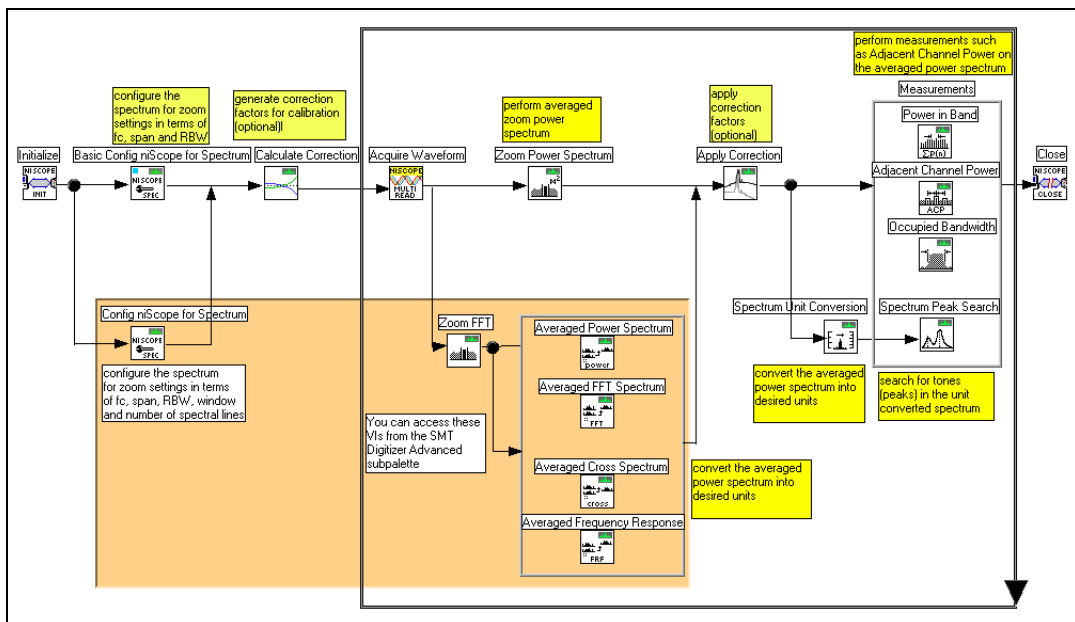 perform measurements such
as Adjacent Channel Power on
the averaged power spectrum
configure the
spectrum for zoom
settings in terms of
fc, span and RBW
generate correction
factors for calibration
(optional)l
perform averaged
zoom power
spectrum
apply
correction
factors
(optional)
Measurements
Power in Band
ΣP(n)
Initialize
NISCOPE
INIT
Basic Config niScope for Spectrum
NISCOPE
SPEC
Calculate Correction
Acquire Waveform
NISCOPE
MULTI
READ
Zoom Power Spectrum
Apply Correction
Adjacent Channel Power
ACP
Close
NISCOPE
CLOSE
Occupied Bandwidth
Config niScope for Spectrum
NISCOPE
SPEC
configure the spectrum
for zoom settings in terms
of fc, span, RBW, window
and number of spectral lines
Zoom FFT
Averaged Power Spectrum
power
Averaged FFT Spectrum
FFT
You can access these
VIs from the SMT
Digitizer Advanced
subpalette
Averaged Cross Spectrum
cross
Averaged Frequency Response
FRF
Spectrum Unit Conversion
Spectrum Peak Search
convert the averaged
power spectrum into
desired units
search for tones
(peaks) in the unit
converted spectrum
convert the averaged
power spectrum into
desired units